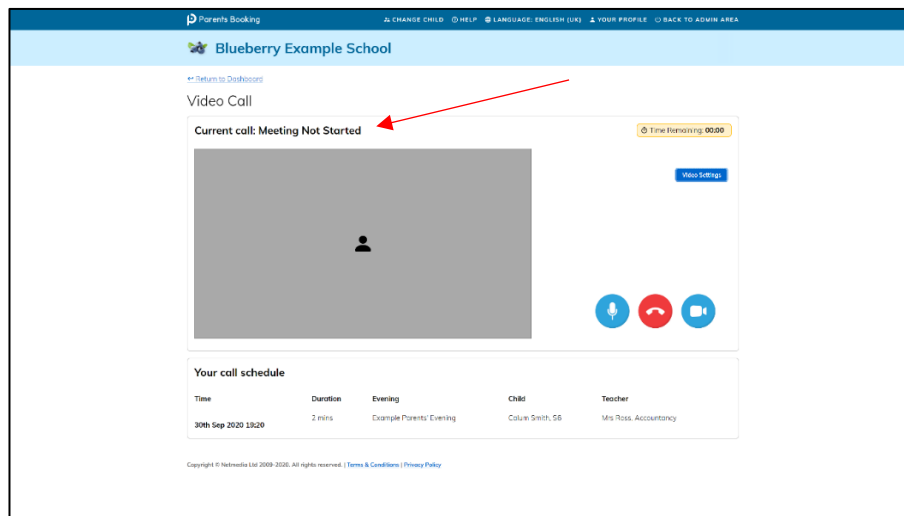 Parents Booking
CHANGE CHILD HELP LANGUAGE: ENGLISH (UK) YOUR PROFILE BACK TO ADMIN AREA
Blueberry Example School
Return to Dashboard
Video Call
Current call: Meeting Not Started
Time Remaining: 00:00
Video Settings
Your call schedule
Time Duration Evening Child Teacher
30th Sep 2020 19:20 2 mins Example Parents' Evening Calum Smith, S6 Mrs Ross, Accountancy
Copyright © Netmedia Ltd 2009-2020, All rights reserved. | Terms & Conditions | Privacy Policy